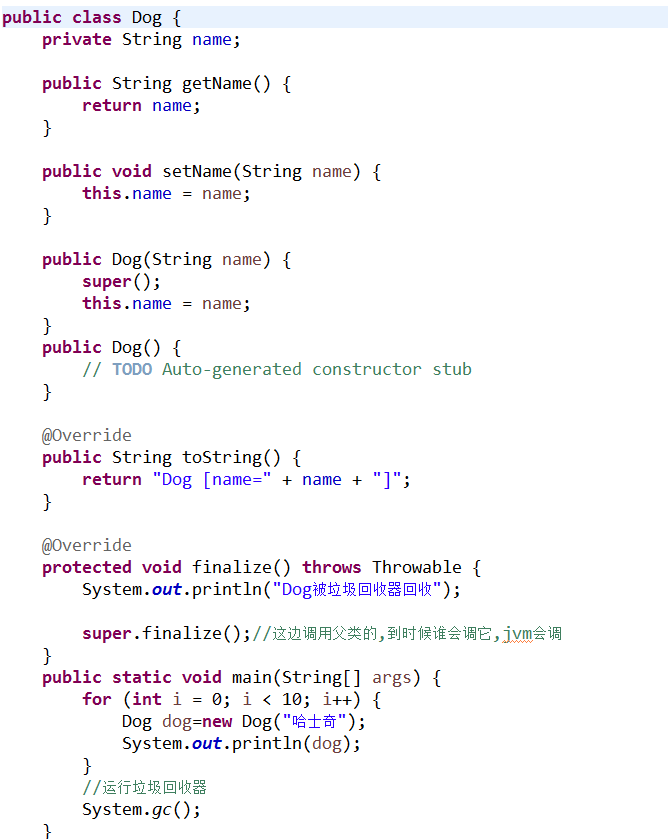 public class Dog {
    private String name;

    public String getName() {
        return name;
    }

    public void setName(String name) {
        this.name = name;
    }

    public Dog(String name) {
        super();
        this.name = name;
    }
    public Dog() {
        // TODO Auto-generated constructor stub
    }

    @Override
    public String toString() {
        return "Dog [name=" + name + "]";
    }

    @Override
    protected void finalize() throws Throwable {
        System.out.println("Dog被垃圾回收器回收");

        super.finalize();//这边调用父类的,到时候谁会调它,jvm会调
    }
    public static void main(String[] args) {
        for (int i = 0; i < 10; i++) {
            Dog dog=new Dog("哈士奇");
            System.out.println(dog);
        }
        //运行垃圾回收器
        System.gc();
    }